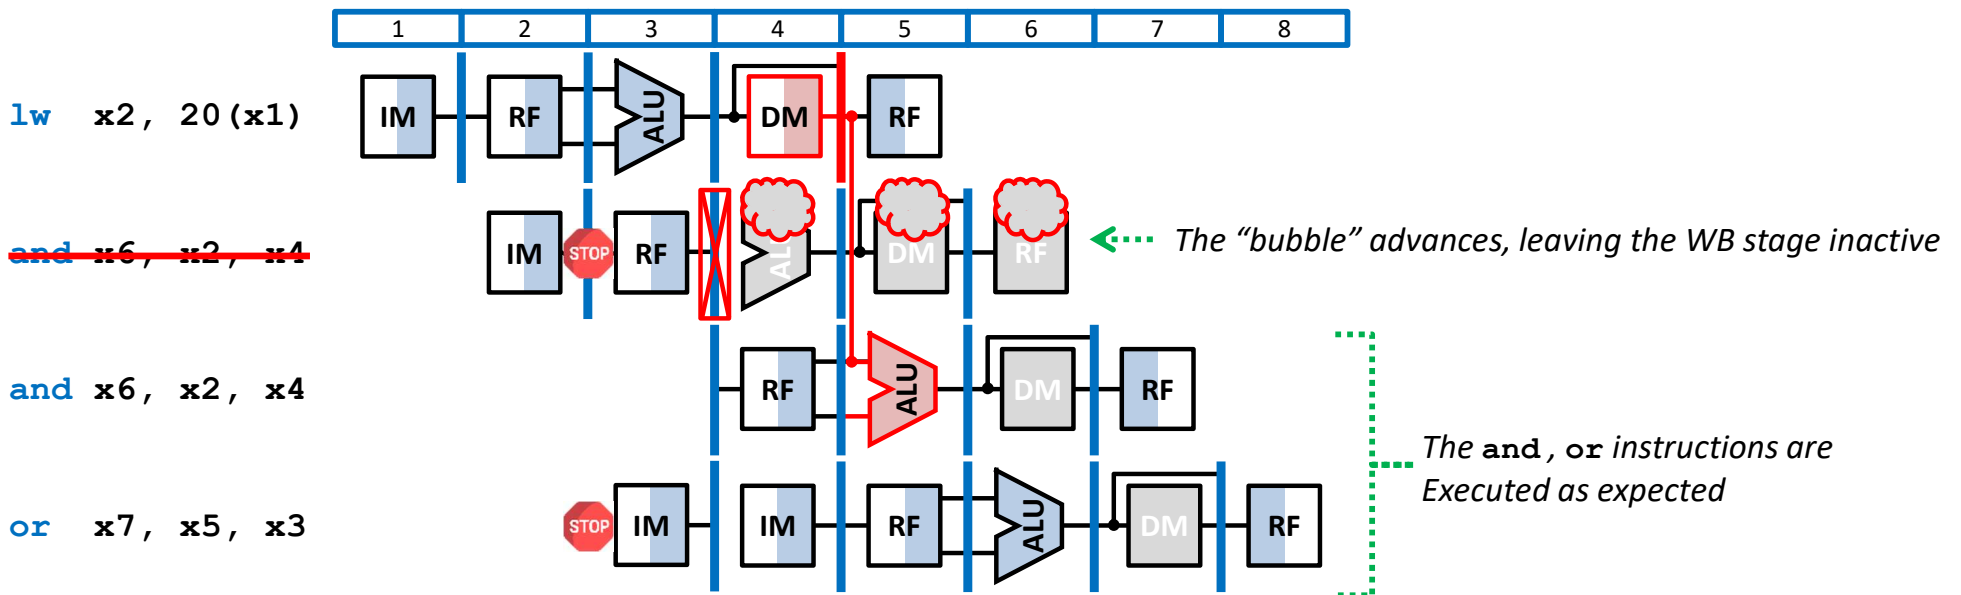 1 2 3 4 5 6 7 8
lw x2, 20(x1) IM RF ALU DM RF
and x6, x2, x4 IM STOP RF ALU DM RF The “bubble” advances, leaving the WB stage inactive
and x6, x2, x4 RF ALU DM RF
The and, or instructions are
Executed as expected
or x7, x5, x3 STOP IM IM RF ALU DM RF